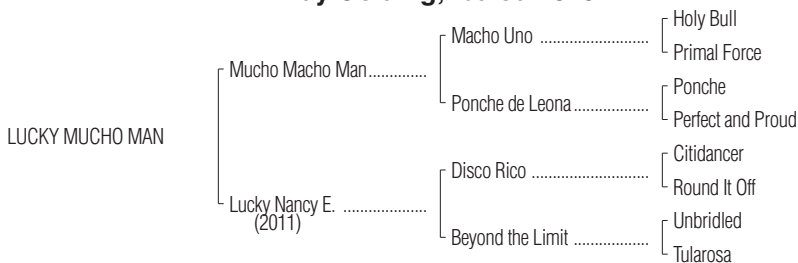 Holy Bull
Macho Uno ........................
Primal Force
Mucho Macho Man.............
Ponche
Ponche de Leona.................
Perfect and Proud
LUCKY MUCHO MAN
Citidancer
Disco Rico ..........................
Round It Off
Lucky Nancy E. ...................
(2011)
Unbridled
Beyond the Limit .................
Tularosa